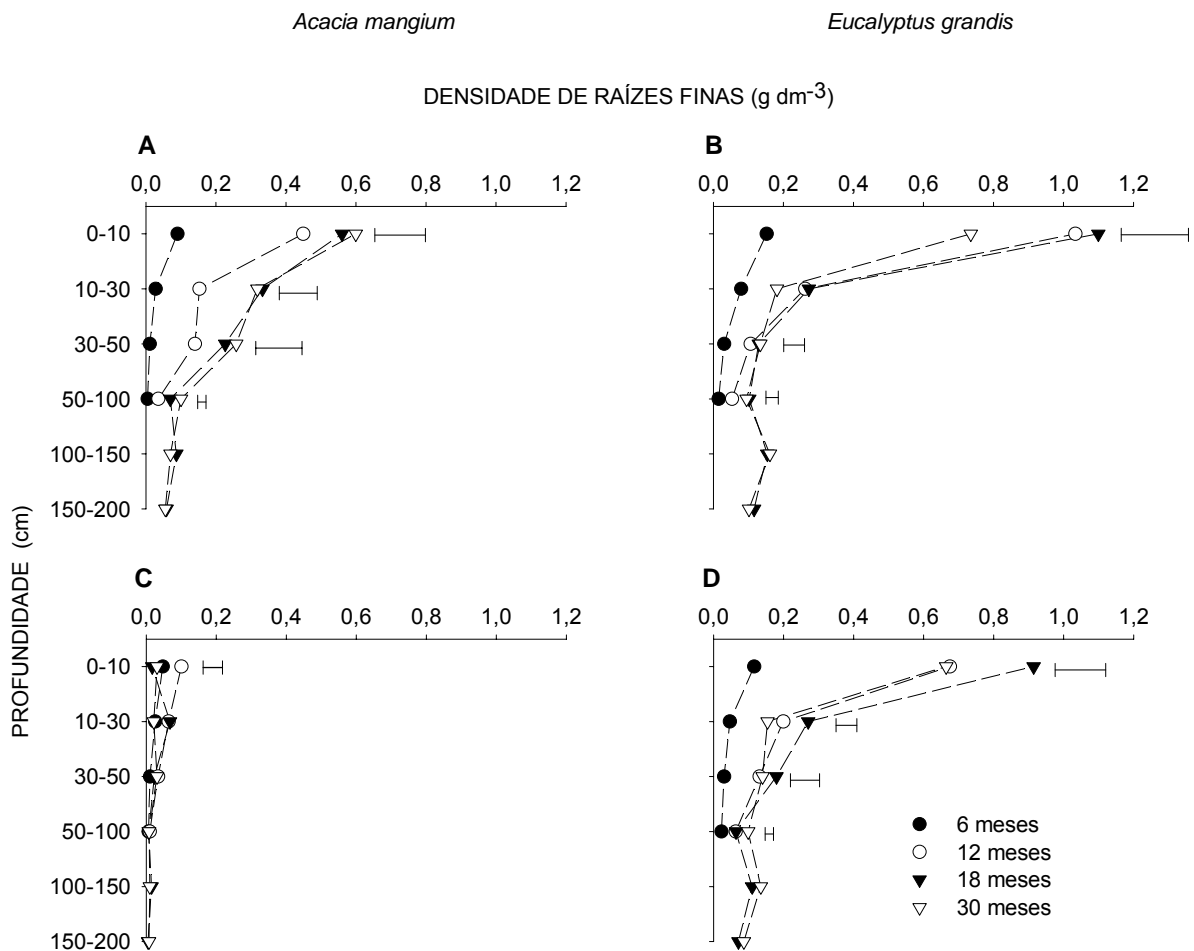 Acacia mangium Eucalyptus grandis
DENSIDADE DE RAÍZES FINAS (g dm-3)
A
0,0 0,2 0,4 0,6 0,8 1,0 1,2
0-10
10-30
30-50
50-100
100-150
150-200
B
0,0 0,2 0,4 0,6 0,8 1,0 1,2
PROFUNDIDADE (cm)
C
0,0 0,2 0,4 0,6 0,8 1,0 1,2
0-10
10-30
30-50
50-100
100-150
150-200
D
0,0 0,2 0,4 0,6 0,8 1,0 1,2
6 meses
12 meses
18 meses
30 meses